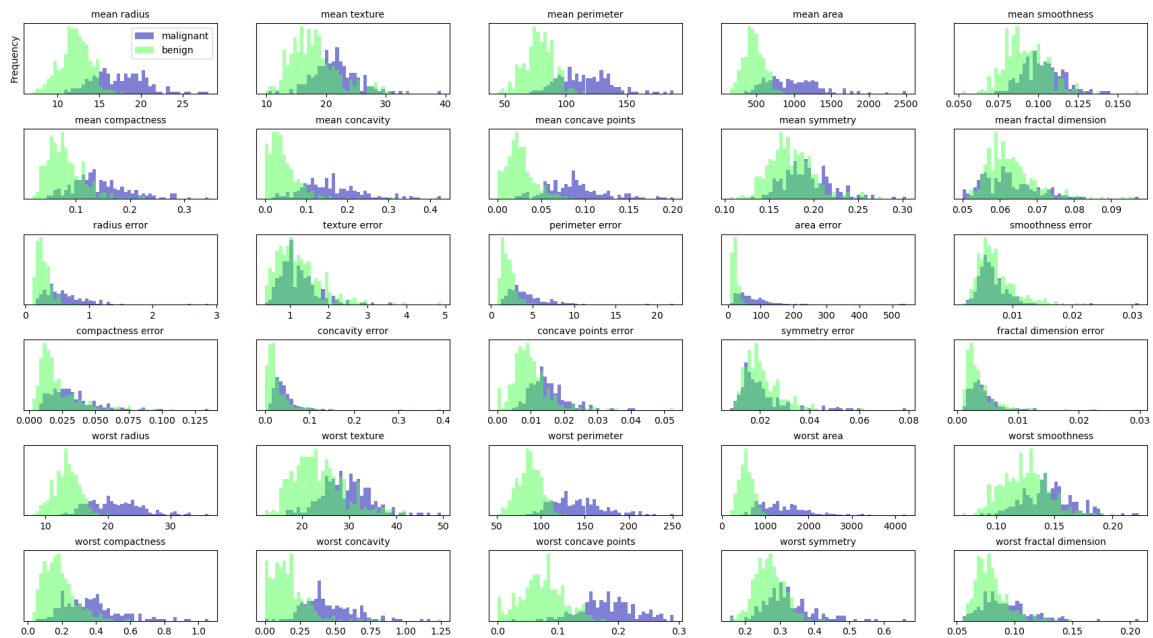 mean radius
mean texture
mean perimeter
mean area
mean smoothness
Frequency
malignant
benign
10 15 20 25
10 20 30 40
50 100 150
500 1000 1500 2000 2500
0.050 0.075 0.100 0.125 0.150
mean compactness
mean concavity
mean concave points
mean symmetry
mean fractal dimension
0.1 0.2 0.3
0.0 0.1 0.2 0.3 0.4
0.00 0.05 0.10 0.15 0.20
0.10 0.15 0.20 0.25 0.30
0.05 0.06 0.07 0.08 0.09
radius error
texture error
perimeter error
area error
smoothness error
0 1 2 3
1 2 3 4 5
0 5 10 15 20
0 100 200 300 400 500
0.00 0.01 0.02 0.03
compactness error
concavity error
concave points error
symmetry error
fractal dimension error
0.000 0.025 0.050 0.075 0.100 0.125
0.0 0.1 0.2 0.3 0.4
0.00 0.01 0.02 0.03 0.04 0.05
0.02 0.04 0.06 0.08
0.00 0.01 0.02 0.03
worst radius
worst texture
worst perimeter
worst area
worst smoothness
10 20 30
20 30 40 50
50 100 150 200 250
0 1000 2000 3000 4000
0.10 0.15 0.20
worst compactness
worst concavity
worst concave points
worst symmetry
worst fractal dimension
0.0 0.2 0.4 0.6 0.8 1.0
0.00 0.25 0.50 0.75 1.00 1.25
0.0 0.1 0.2 0.3
0.2 0.3 0.4 0.5 0.6
0.05 0.10 0.15 0.20